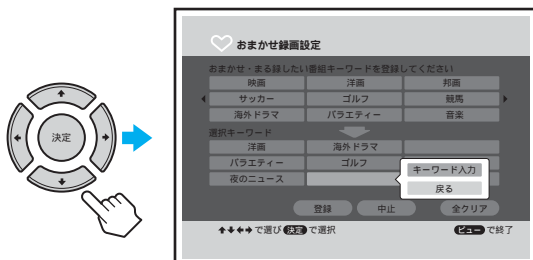 おまかせ録画設定
おまかせ・まる録したい番組キーワードを登録してください
映画 洋画 邦画
サッカー ゴルフ 競馬
海外ドラマ バラエティー 音楽
選択キーワード
洋画 海外ドラマ
バラエティー ゴルフ
夜のニュース
キーワード入力
戻る
登録 中止 全クリア
で選び 決定 で選択 ビュー で終了
決定